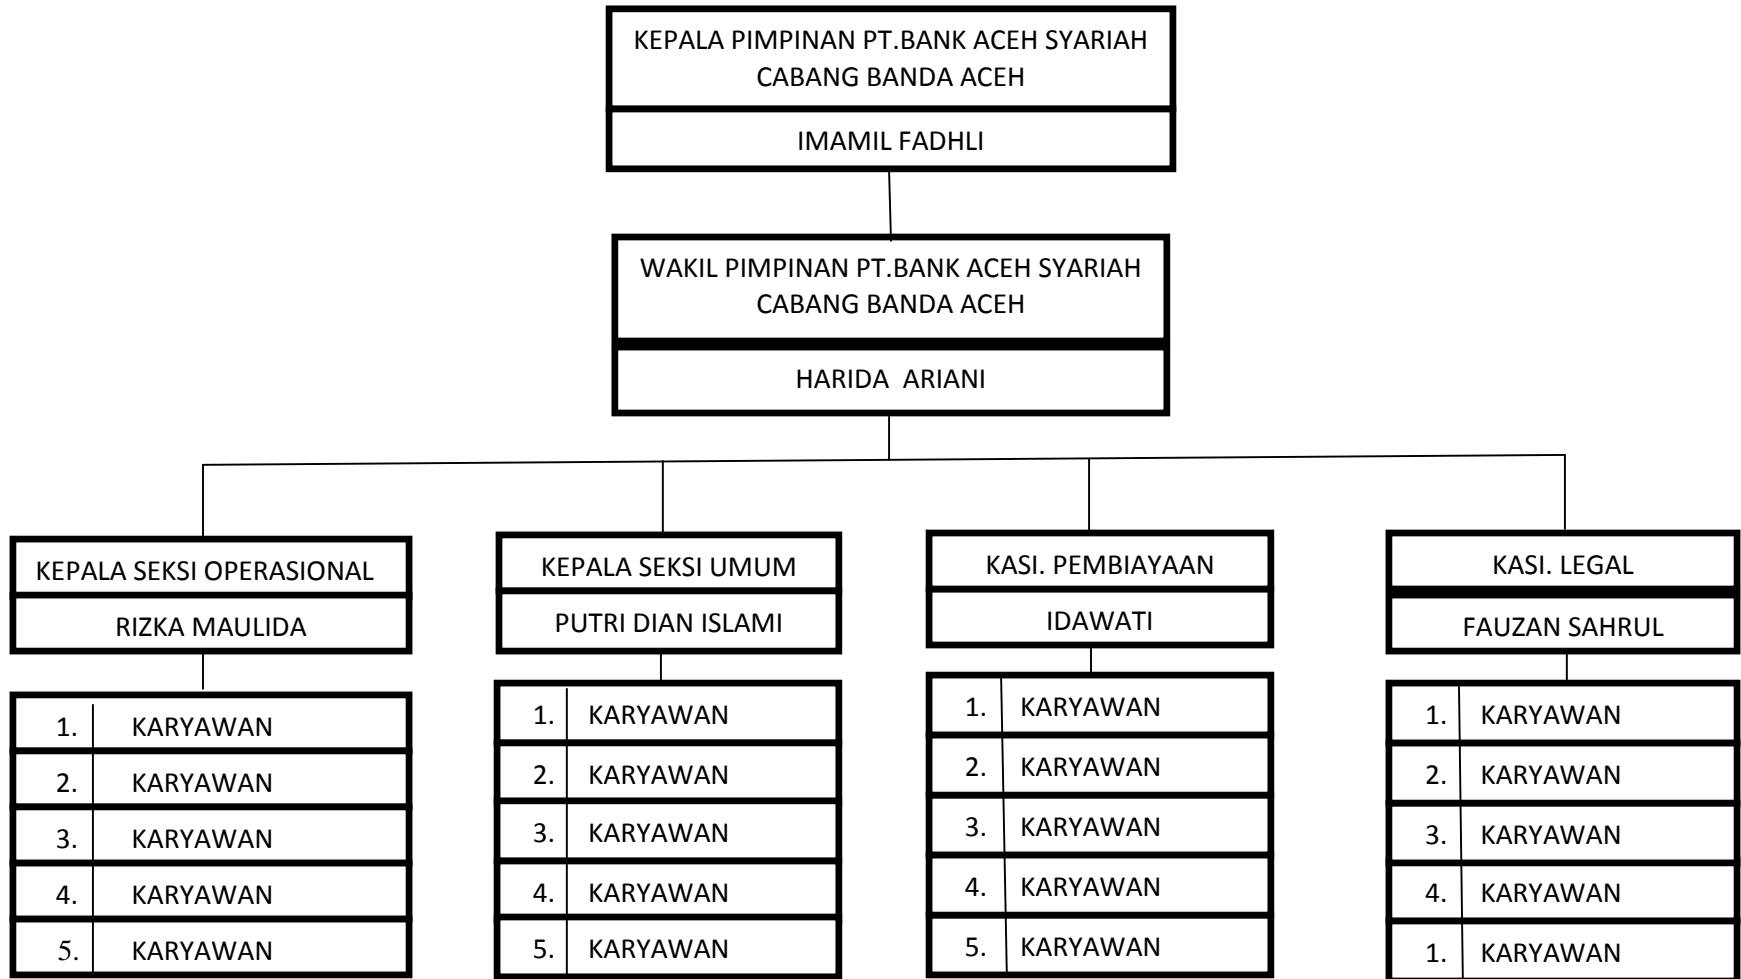 KEPALA PIMPINAN PT.BANK ACEH SYARIAH
CABANG BANDA ACEH
IMAMIL FADHLI
WAKIL PIMPINAN PT.BANK ACEH SYARIAH
CABANG BANDA ACEH
HARIDA ARIANI
KEPALA SEKSI OPERASIONAL
RIZKA MAULIDA
1. KARYAWAN
2. KARYAWAN
3. KARYAWAN
4. KARYAWAN
5. KARYAWAN
KEPALA SEKSI UMUM
PUTRI DIAN ISLAMI
1. KARYAWAN
2. KARYAWAN
3. KARYAWAN
4. KARYAWAN
5. KARYAWAN
KASI. PEMBIAYAAN
IDAWATI
1. KARYAWAN
2. KARYAWAN
3. KARYAWAN
4. KARYAWAN
5. KARYAWAN
KASI. LEGAL
FAUZAN SAHRUL
1. KARYAWAN
2. KARYAWAN
3. KARYAWAN
4. KARYAWAN
1. KARYAWAN